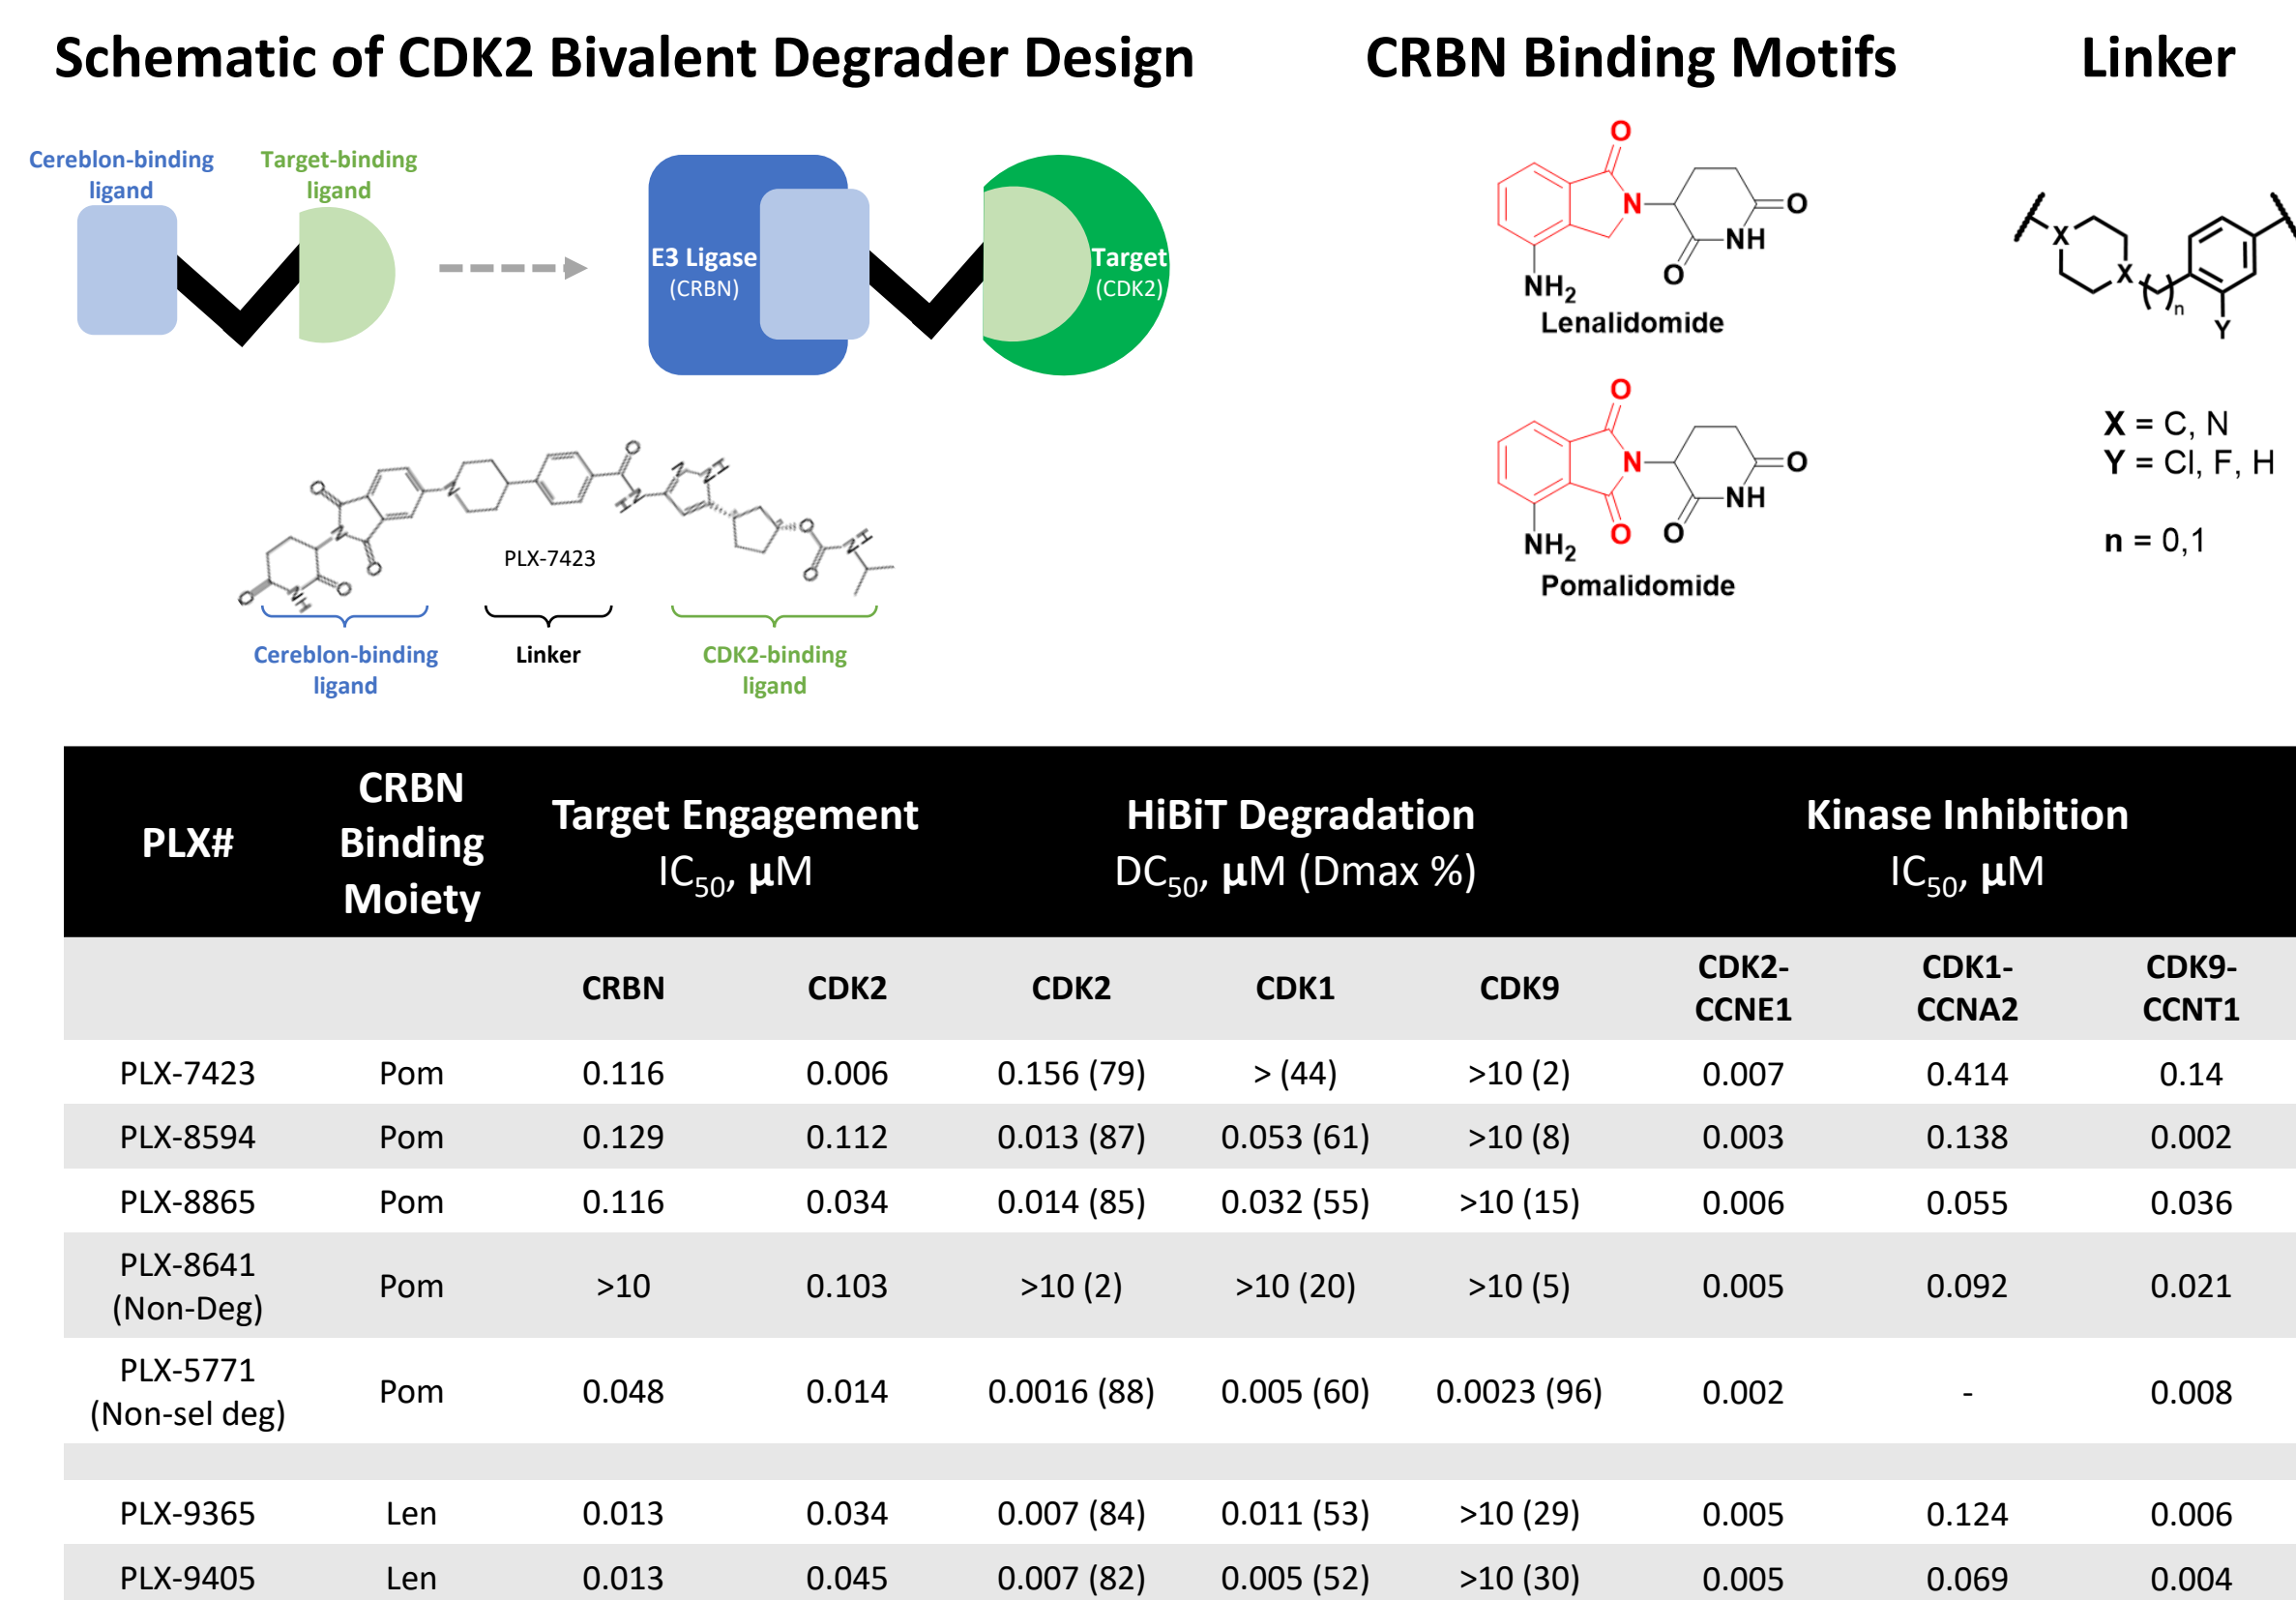 Schematic of CDK2 Bivalent Degrader Design
CRBN Binding Motifs
Linker
Cereblon-binding
ligand
Target-binding
ligand
E3 Ligase
(CRBN)
Target
(CDK2)
O
N
O
NH
O
NH2
Lenalidomide
O
N
O
NH
O
O
NH2
Pomalidomide
X
X
n
Y
X = C, N
Y = Cl, F, H
n = 0,1
O
O
N
O
O
N
H
O
N
O
N
H
N
N
H
O
O
N
H
PLX-7423
Cereblon-binding
ligand
Linker
CDK2-binding
ligand
PLX#
CRBN
Binding
Moiety
Target Engagement
IC50, μM
HiBiT Degradation
DC50, μM (Dmax %)
Kinase Inhibition
IC50, μM
CRBN CDK2 CDK2 CDK1 CDK9 CDK2-CCNE1 CDK1-CCNA2 CDK9-CCNT1
PLX-7423 Pom 0.116 0.006 0.156 (79) > (44) >10 (2) 0.007 0.414 0.14
PLX-8594 Pom 0.129 0.112 0.013 (87) 0.053 (61) >10 (8) 0.003 0.138 0.002
PLX-8865 Pom 0.116 0.034 0.014 (85) 0.032 (55) >10 (15) 0.006 0.055 0.036
PLX-8641 (Non-Deg) Pom >10 0.103 >10 (2) >10 (20) >10 (5) 0.005 0.092 0.021
PLX-5771 (Non-sel deg) Pom 0.048 0.014 0.0016 (88) 0.005 (60) 0.0023 (96) 0.002 - 0.008
PLX-9365 Len 0.013 0.034 0.007 (84) 0.011 (53) >10 (29) 0.005 0.124 0.006
PLX-9405 Len 0.013 0.045 0.007 (82) 0.005 (52) >10 (30) 0.005 0.069 0.004